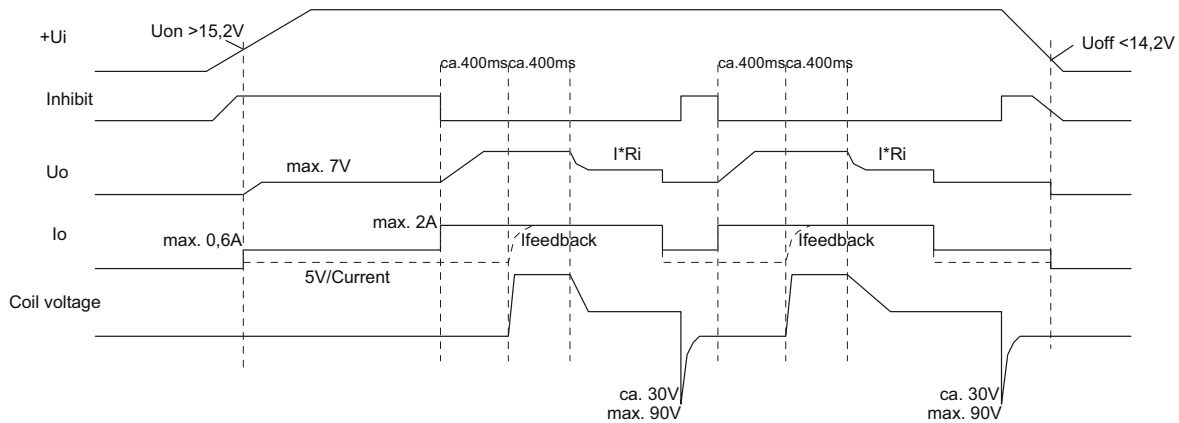 +Ui
Uon >15,2V
Uoff <14,2V
ca.400ms ca.400ms
ca.400ms ca.400ms
Inhibit
Uo
max. 7V
I*Ri
I*Ri
Io
max. 0,6A
max. 2A
Ifeedback
Ifeedback
5V/Current
Coil voltage
ca. 30V
max. 90V
ca. 30V
max. 90V